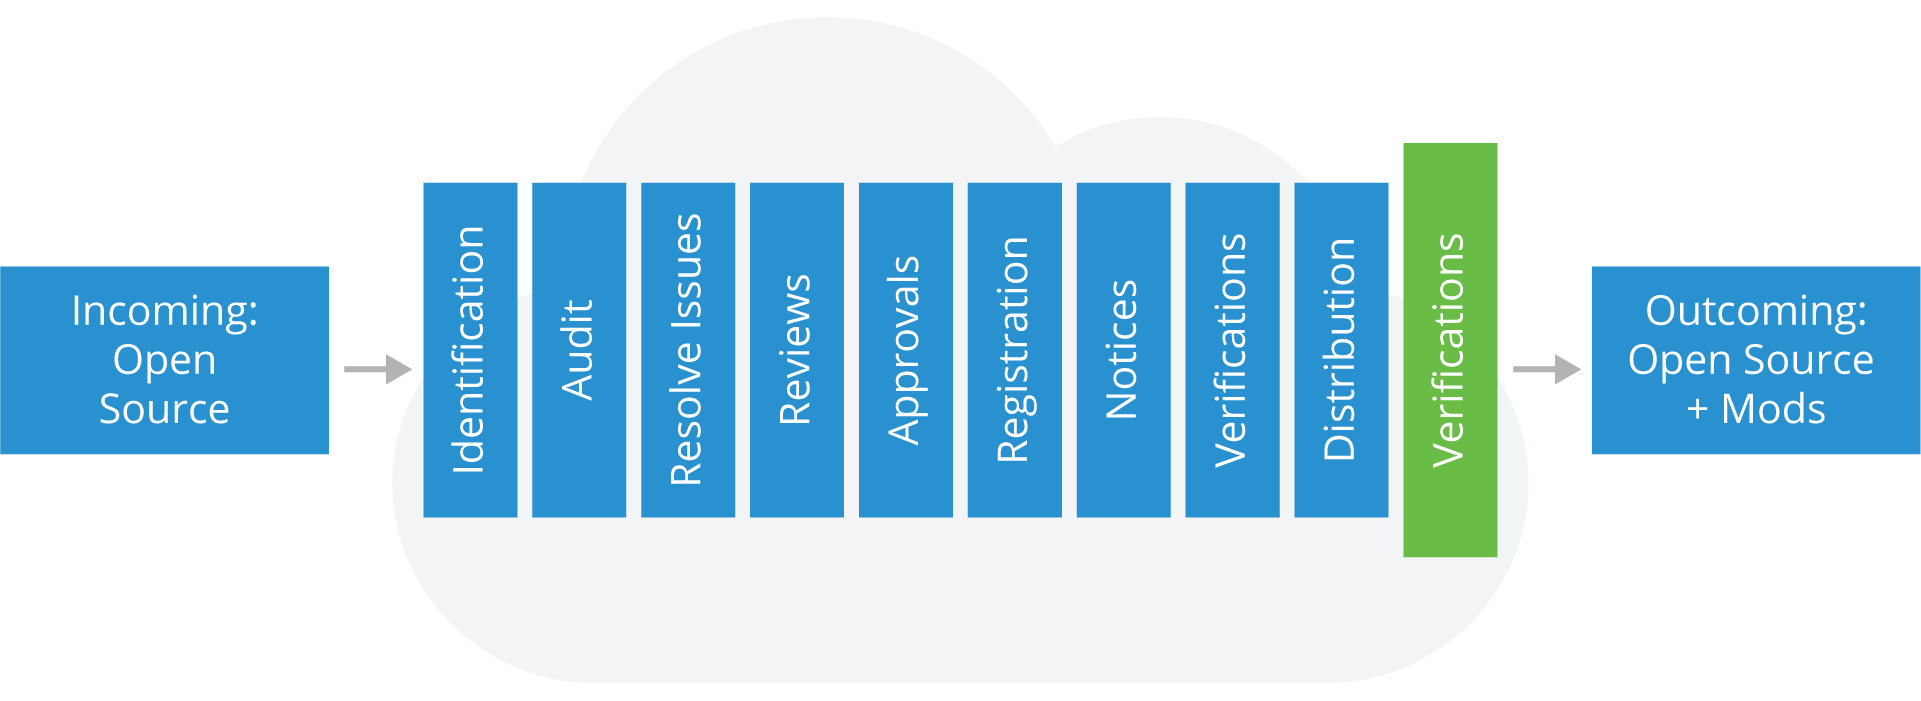 Incoming:
Open
Source
Identification
Audit
Resolve Issues
Reviews
Approvals
Registration
Notices
Verifications
Distribution
Verifications
Outcoming:
Open Source
+ Mods